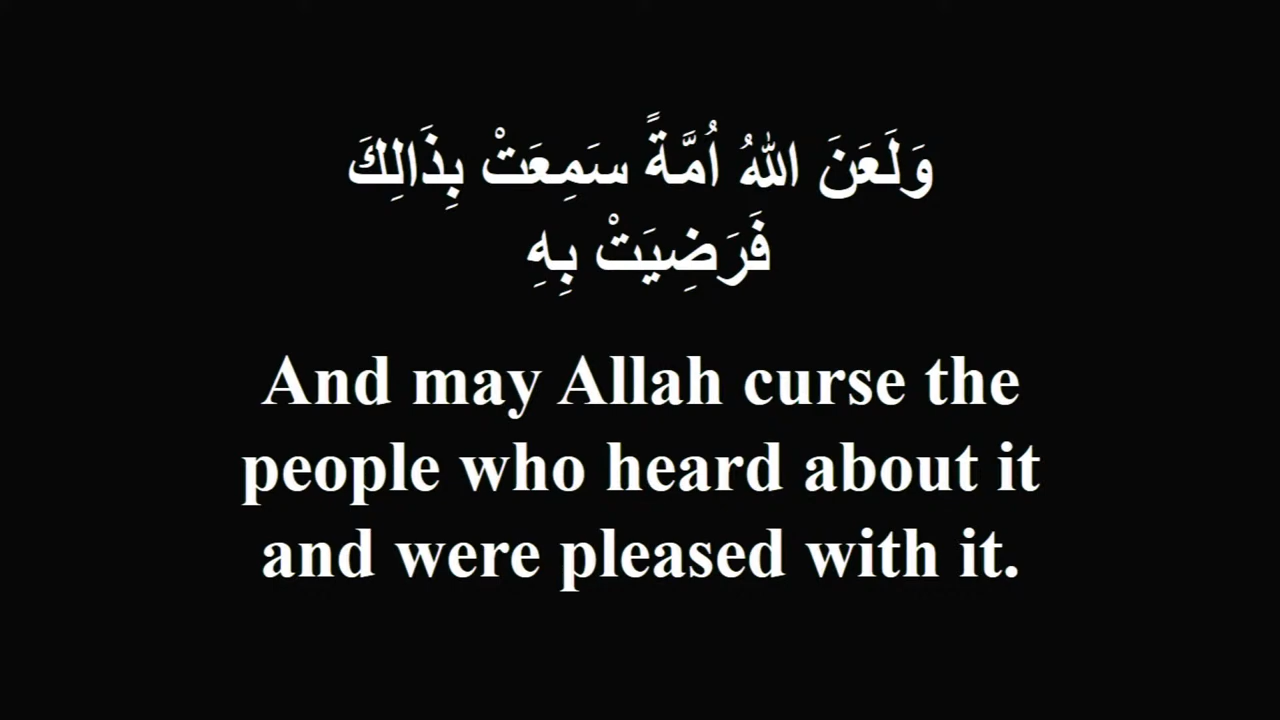 وَلَعَنَ اللهُ اُمَّةً سَمِعَتْ بِذَالِكَ
فَرَضِيَتْ بِهِ
And may Allah curse the
people who heard about it
and were pleased with it.